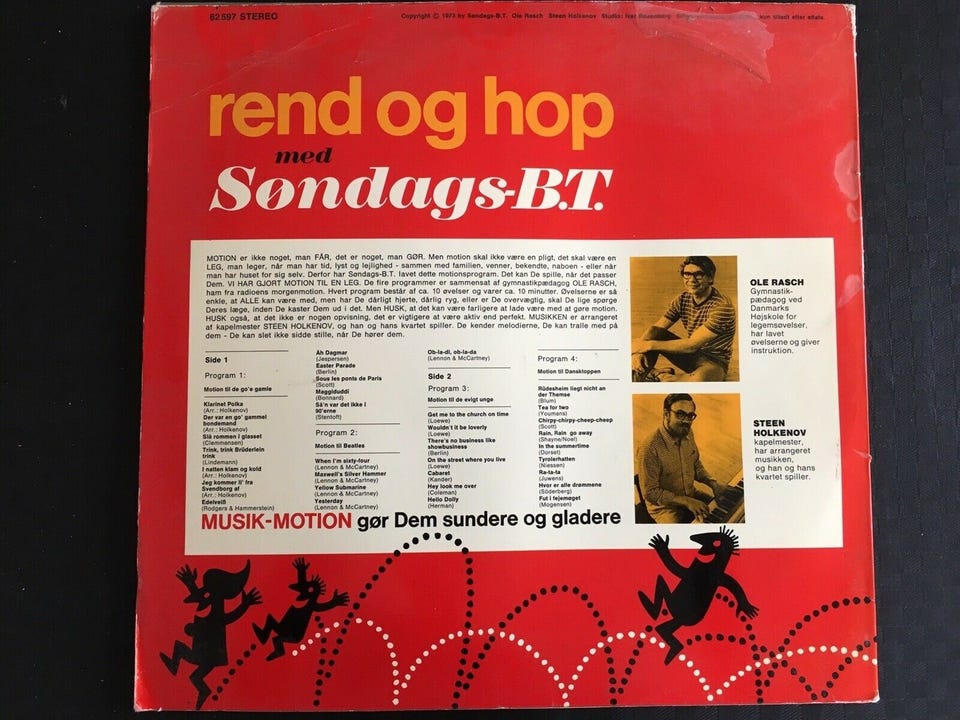 62597 STEREO
Copyright © 1973 by Søndags-B.T. Ole Rasch Steen Holkenov Studio: Ivar Rosenberg kun tilladt efter aftale.
rend og hop
med
Søndags-B.T.
MOTION er ikke noget, man FÅR, det er noget, man GØR. Men motion skal ikke være en pligt, det skal være en
LEG, man leger, når man har tid, lyst og lejlighed - sammen med familien, venner, bekendte, naboen - eller når
man har huset for sig selv. Derfor har Søndags-B.T. lavet dette motionsprogram. Det kan De spille, når det passer
Dem. VI HAR GJORT MOTION TIL EN LEG. De fire programmer er sammensat af gymnastikpædagog OLE RASCH,
ham fra radioens morgenmotion. Hvert program består af ca. 10 øvelser og varer ca. 10 minutter. Øvelserne er så
enkle, at ALLE kan være med, men har De dårligt hjerte, dårlig ryg, eller er De overvægtig, skal De lige spørge
Deres læge, inden De kaster Dem ud i det. Men HUSK, at det kan være farligere at lade være med at gøre motion.
HUSK også, at det ikke er nogen opvisning, det er vigtigere at være aktiv end perfekt. MUSIKKEN er arrangeret
af kapelmester STEEN HOLKENOV, og han og hans kvartet spiller. De kender melodierne, De kan tralle med på
dem - De kan slet ikke sidde stille, når De hører dem.
Side 1
Program 1:
Motion til de go'e gamle
Klarinet Polka
(Arr.: Holkenov)
Der var en go' gammel
bondemand
(Arr.: Holkenov)
Slå rommen i glasset
(Clemmensen)
Trink, trink Brüderlein
trink
(Lindemann)
I natten klam og kold
(Arr.: Holkenov)
Jeg kommer li' fra
Svendborg af
(Arr.: Holkenov)
Edelveiß
(Rodgers & Hammerstein)
Åh Dagmar
(Jespersen)
Easter Parade
(Berlin)
Sous les ponts de Paris
(Scott)
Maggiduddi
(Bonnard)
Så'n var det ikke i
90'erne
(Stentoft)
Program 2:
Motion til Beatles
When I'm sixty-four
(Lennon & McCartney)
Maxwell's Silver Hammer
(Lennon & McCartney)
Yellow Submarine
(Lennon & McCartney)
Yesterday
(Lennon & McCartney)
Ob-la-di, ob-la-da
(Lennon & McCartney)
Side 2
Program 3:
Motion til de evigt unge
Get me to the church on time
(Loewe)
Wouldn't it be loverly
(Loewe)
There's no business like
showbusiness
(Berlin)
On the street where you live
(Loewe)
Cabaret
(Kander)
Hey look me over
(Coleman)
Hello Dolly
(Herman)
Program 4:
Motion til Dansktoppen
Rüdesheim liegt nicht an
der Themse
(Blum)
Tea for two
(Youmans)
Chirpy-chirpy-cheep-cheep
(Scott)
Rain, Rain go away
(Shayne/Noel)
In the summertime
(Dorset)
Tyrolerhatten
(Niessen)
Ra-ta-ta
(Juwens)
Hvor er alle drømmene
(Söderberg)
Fut i fejemøget
(Mogensen)
OLE RASCH
Gymnastik-
pædagog ved
Danmarks
Højskole for
legemsøvelser,
har lavet
øvelserne og giver
instruktion.
STEEN
HOLKENOV
kapelmester,
har arrangeret
musikken,
og han og hans
kvartet spiller.
MUSIK-MOTION gør Dem sundere og gladere